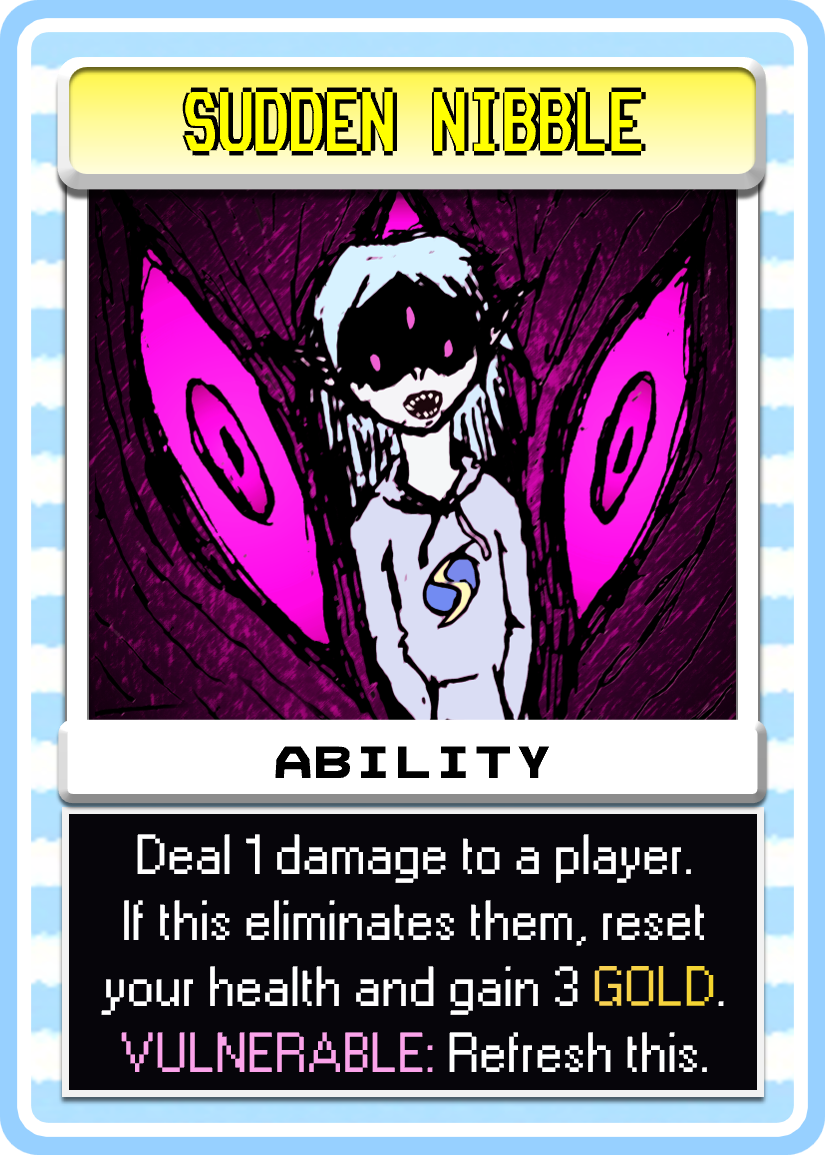 SUDDEN NIBBLE
ABILITY
Deal 1 damage to a player.
If this eliminates them, reset
your health and gain 3 GOLD.
VULNERABLE: Refresh this.